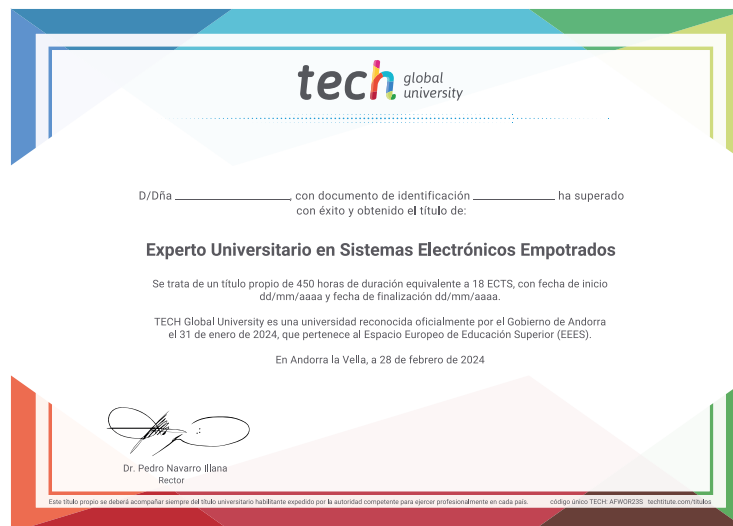 tech global university
D/Dña ____________________, con documento de identificación ______________ ha superado
con éxito y obtenido el título de:
Experto Universitario en Sistemas Electrónicos Empotrados
Se trata de un título propio de 450 horas de duración equivalente a 18 ECTS, con fecha de inicio
dd/mm/aaaa y fecha de finalización dd/mm/aaaa.
TECH Global University es una universidad reconocida oficialmente por el Gobierno de Andorra
el 31 de enero de 2024, que pertenece al Espacio Europeo de Educación Superior (EEES).
En Andorra la Vella, a 28 de febrero de 2024
Dr. Pedro Navarro Illana
Rector
Este título propio se deberá acompañar siempre del título universitario habilitante expedido por la autoridad competente para ejercer profesionalmente en cada país. código único TECH: AFWOR23S techtitute.com/titulos